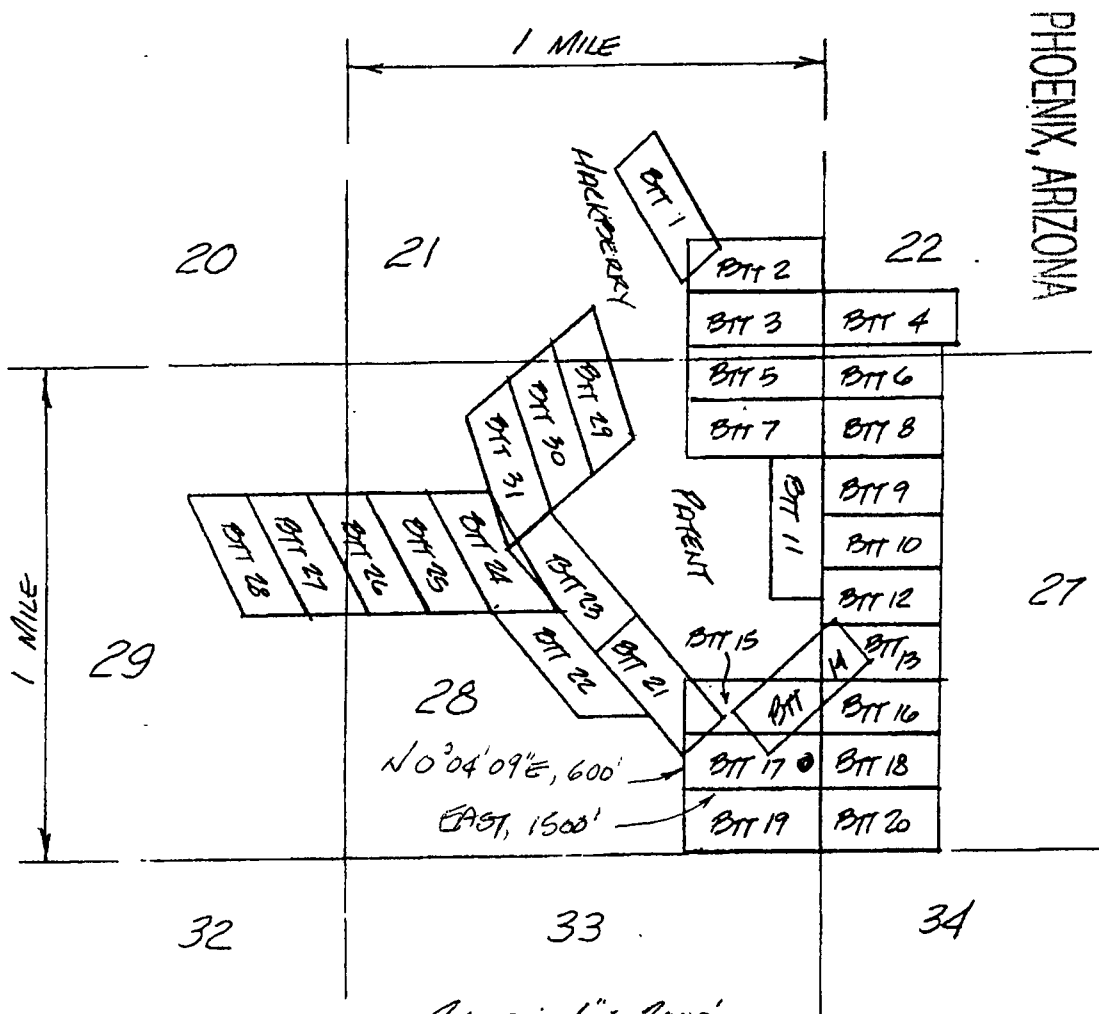 1 MILE
PHOENIX, ARIZONA
HACKBERRY
BTT 1
20
21
22
BTT 2
BTT 3
BTT 4
BTT 5
BTT 6
BTT 7
BTT 8
BTT 29
BTT 30
BTT 31
PATENT
BTT 11
BTT 9
BTT 10
BTT 12
BTT 28
BTT 27
BTT 26
BTT 25
BTT 24
BTT 23
BTT 22
BTT 21
BTT 15
BTT 14
BTT 13
27
1 MILE
29
28
BTT 16
N 0°04'09"E, 600'
BTT 17
BTT 18
EAST, 1500'
BTT 19
BTT 20
32
33
34